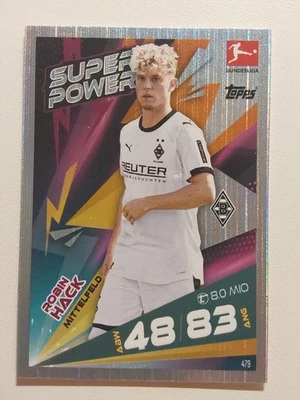 SUPER
POWER
BUNDESLIGA
Topps
REUTER
ROBIN
HACK
MITTELFELD
8.0 MIO
ABW 48 83 ANG
479